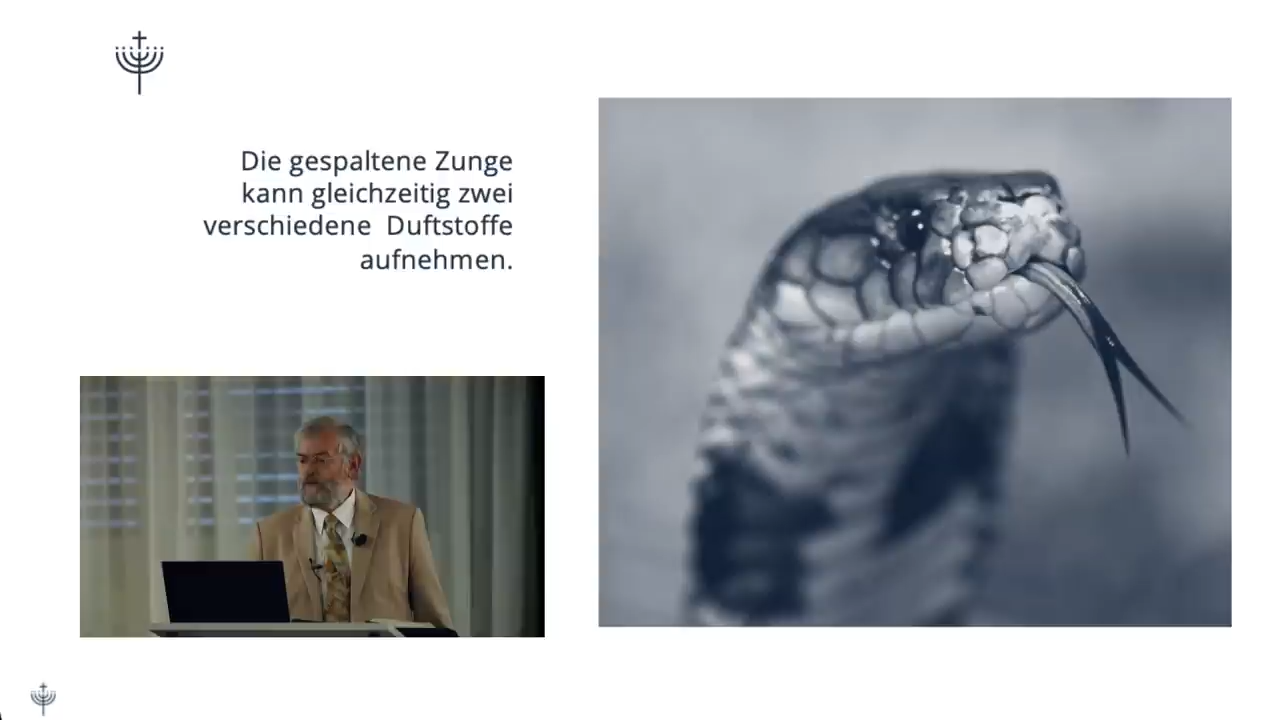 Die gespaltene Zunge
kann gleichzeitig zwei
verschiedene  Duftstoffe
aufnehmen.